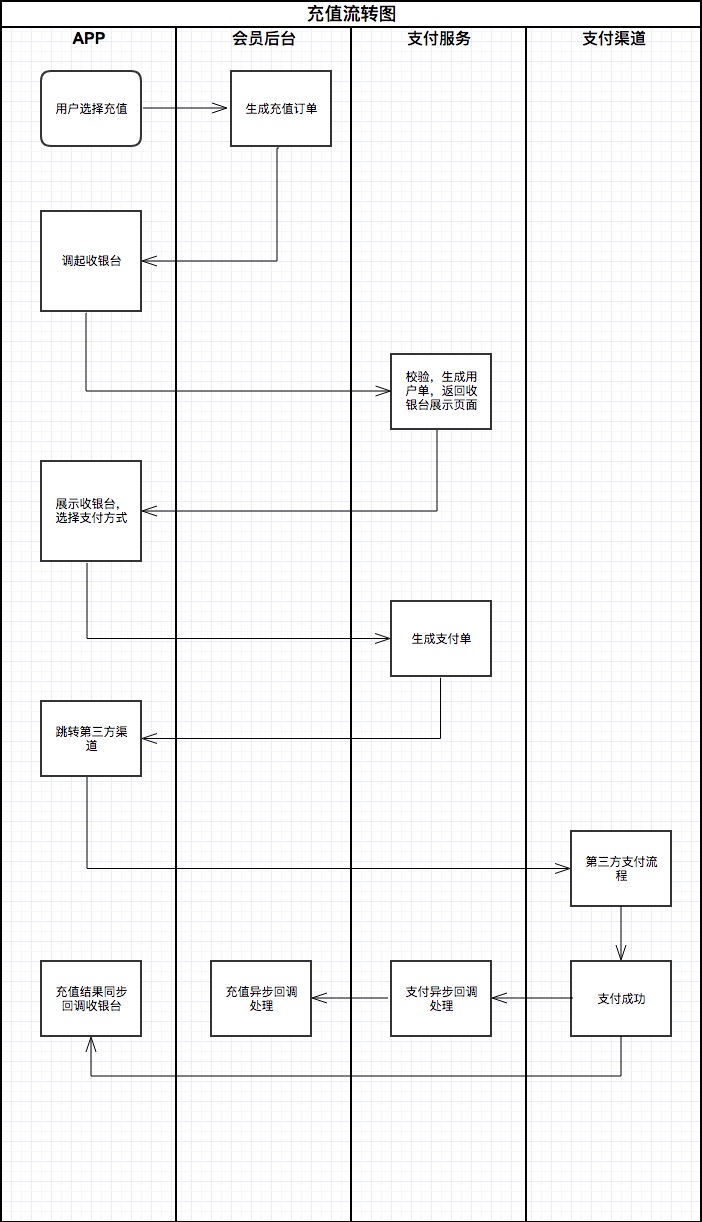 充值流转图
APP
会员后台
支付服务
支付渠道
用户选择充值
生成充值订单
调起收银台
校验，生成用
户单，返回收
银台展示页面
展示收银台，
选择支付方式
生成支付单
跳转第三方渠
道
第三方支付流
程
充值结果同步
回调收银台
充值异步回调
处理
支付异步回调
处理
支付成功